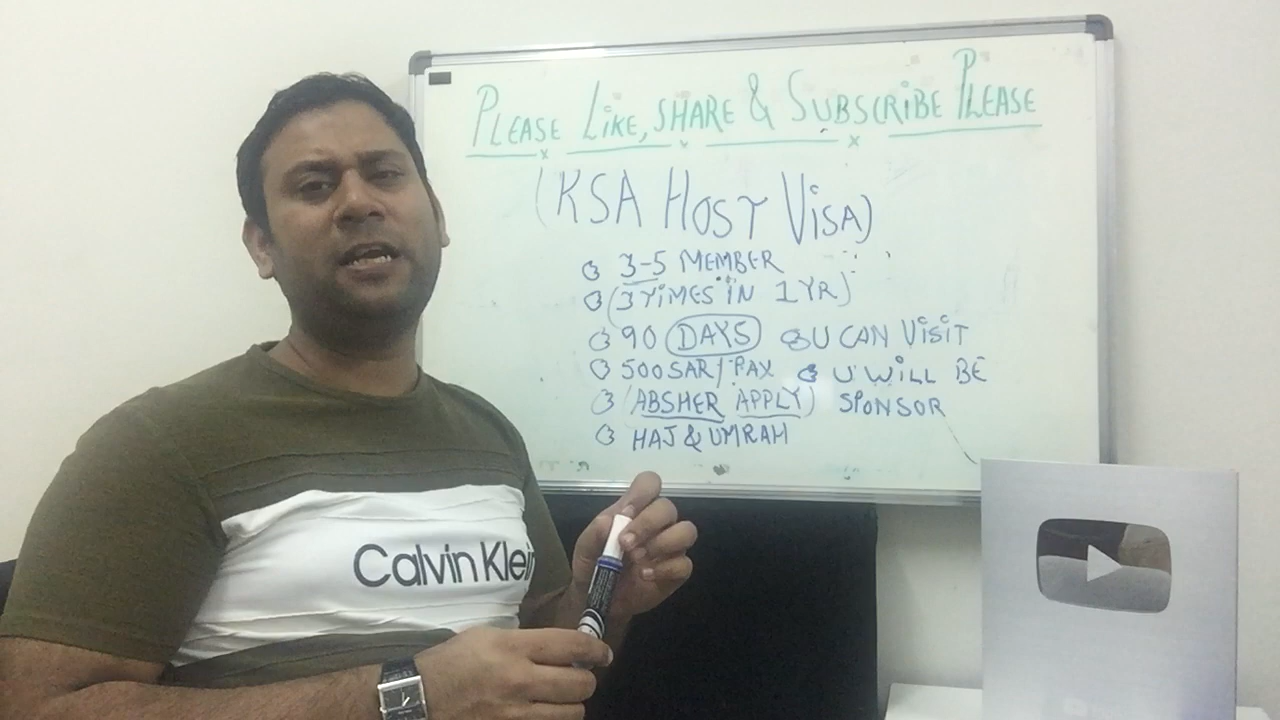 PLEASE LIKE, SHARE & SUBSCRIBE PLEASE
(KSA HOST VISA)
3-5 MEMBER
(3 TIMES IN 1 YR)
90 DAYS U CAN VISIT
500 SAR/PAX U WILL BE
(ABSHER APPLY) SPONSOR
HAJ & UMRAH
Calvin Klein